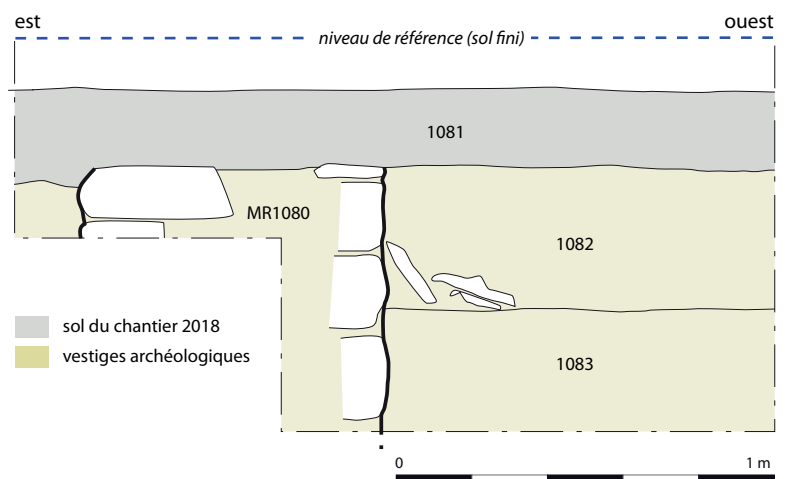 est ouest
niveau de référence (sol fini)
1081
MR1080
1082
sol du chantier 2018
vestiges archéologiques
1083
0 1 m